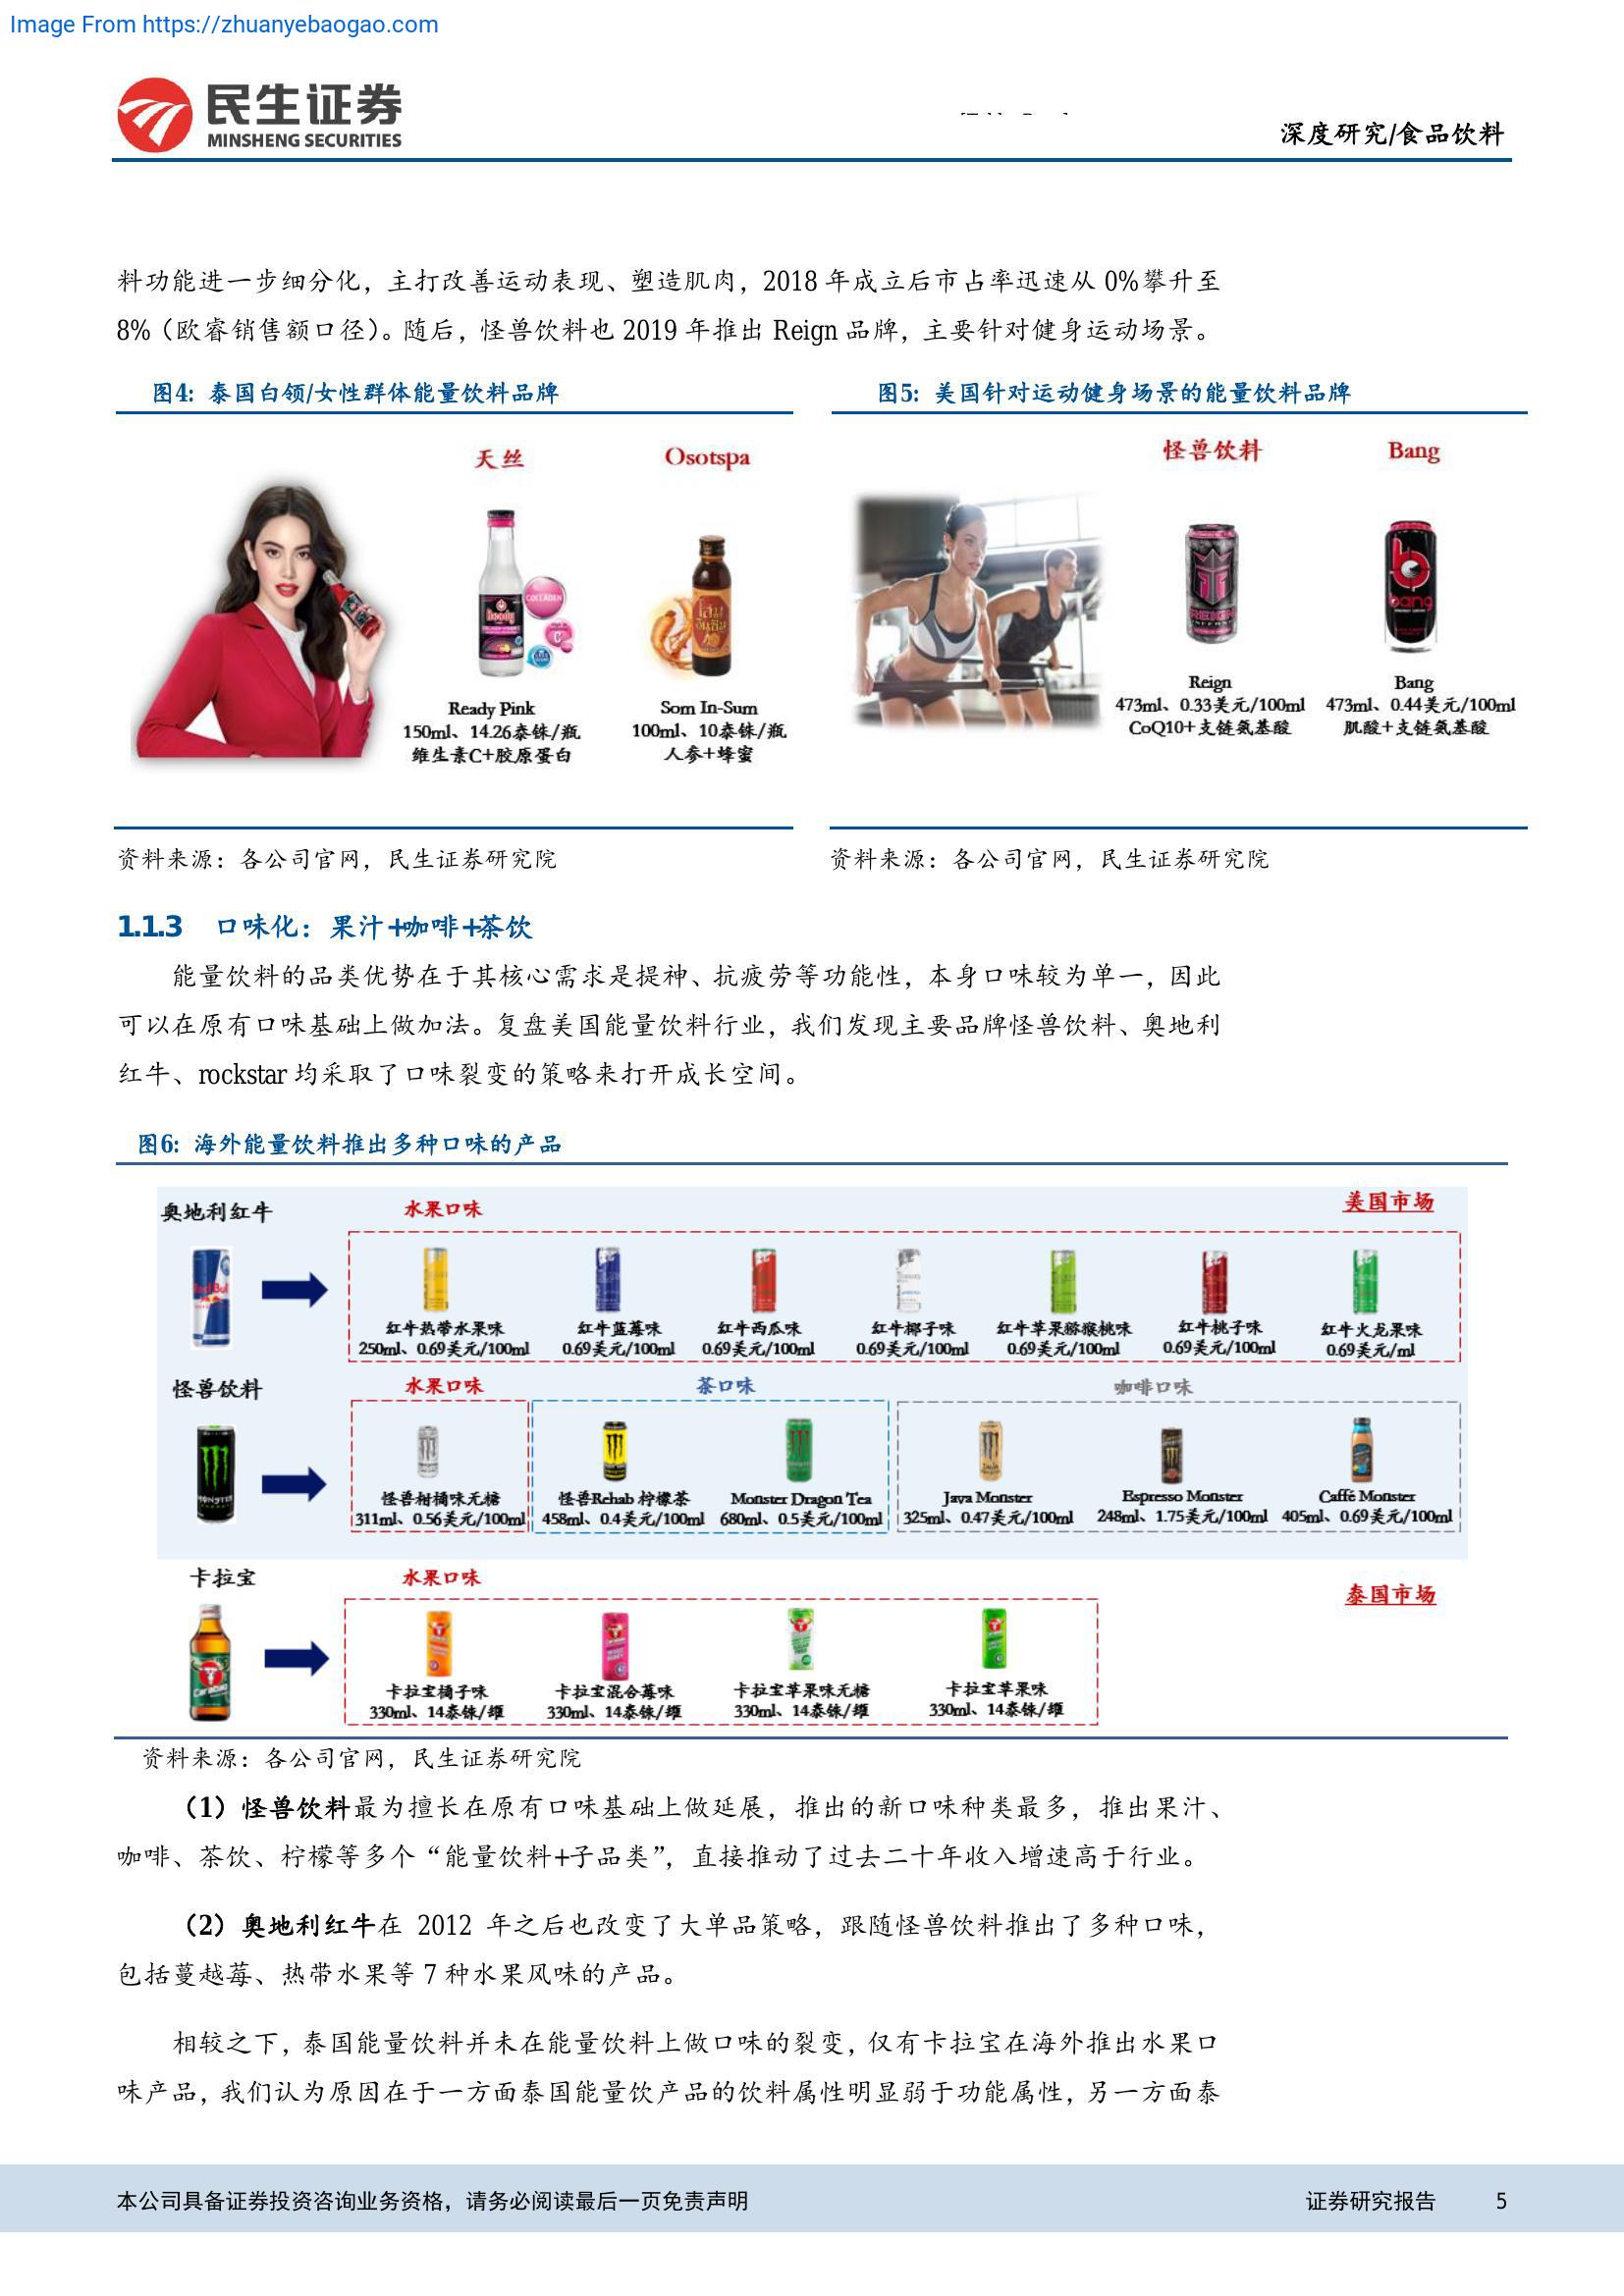 Image From https://zhuanyebaogao.com
民生证券
MINSHENG SECURITIES
深度研究/食品饮料
料功能进一步细分化，主打改善运动表现、塑造肌肉，2018 年成立后市占率迅速从 0%攀升至
8%（欧睿销售额口径）。随后，怪兽饮料也 2019 年推出 Reign 品牌，主要针对健身运动场景。
图4：泰国白领/女性群体能量饮料品牌
天丝
Osotspa
COLLAGEN
Ready
C
Ready Pink
150ml、14.26泰铢/瓶
维生素C+胶原蛋白
Som In-Sum
100ml、10泰铢/瓶
人参+蜂蜜
资料来源：各公司官网，民生证券研究院
图5：美国针对运动健身场景的能量饮料品牌
怪兽饮料
Bang
REIGN
bang
Reign
473ml、0.33美元/100ml
CoQ10+支链氨基酸
Bang
473ml、0.44美元/100ml
肌酸+支链氨基酸
资料来源：各公司官网，民生证券研究院
1.1.3 口味化：果汁+咖啡+茶饮
能量饮料的品类优势在于其核心需求是提神、抗疲劳等功能性，本身口味较为单一，因此
可以在原有口味基础上做加法。复盘美国能量饮料行业，我们发现主要品牌怪兽饮料、奥地利
红牛、rockstar 均采取了口味裂变的策略来打开成长空间。
图6：海外能量饮料推出多种口味的产品
奥地利红牛
水果口味
美国市场
红牛热带水果味
250ml、0.69美元/100ml
红牛蓝莓味
0.69美元/100ml
红牛西瓜味
0.69美元/100ml
红牛椰子味
0.69美元/100ml
红牛苹果猕猴桃味
0.69美元/100ml
红牛桃子味
0.69美元/100ml
红牛火龙果味
0.69美元/ml
怪兽饮料
MONSTER
水果口味
茶口味
咖啡口味
怪兽柑橘味无糖
311ml、0.56美元/100ml
怪兽Rehab 柠檬茶
458ml、0.4美元/100ml
Monster Dragon Tea
680ml、0.5美元/100ml
Java Monster
325ml、0.47美元/100ml
Espresso Monster
248ml、1.75美元/100ml
Caffé Monster
405ml、0.69美元/100ml
卡拉宝
水果口味
泰国市场
卡拉宝橘子味
330ml、14泰铢/罐
卡拉宝混合莓味
330ml、14泰铢/罐
卡拉宝苹果味无糖
330ml、14泰铢/罐
卡拉宝苹果味
330ml、14泰铢/罐
资料来源：各公司官网，民生证券研究院
（1）怪兽饮料最为擅长在原有口味基础上做延展，推出的新口味种类最多，推出果汁、
咖啡、茶饮、柠檬等多个“能量饮料+子品类”，直接推动了过去二十年收入增速高于行业。
（2）奥地利红牛在 2012 年之后也改变了大单品策略，跟随怪兽饮料推出了多种口味，
包括蔓越莓、热带水果等 7 种水果风味的产品。
相较之下，泰国能量饮料并未在能量饮料上做口味的裂变，仅有卡拉宝在海外推出水果口
味产品，我们认为原因在于一方面泰国能量饮产品的饮料属性明显弱于功能属性，另一方面泰
本公司具备证券投资咨询业务资格，请务必阅读最后一页免责声明
证券研究报告
5